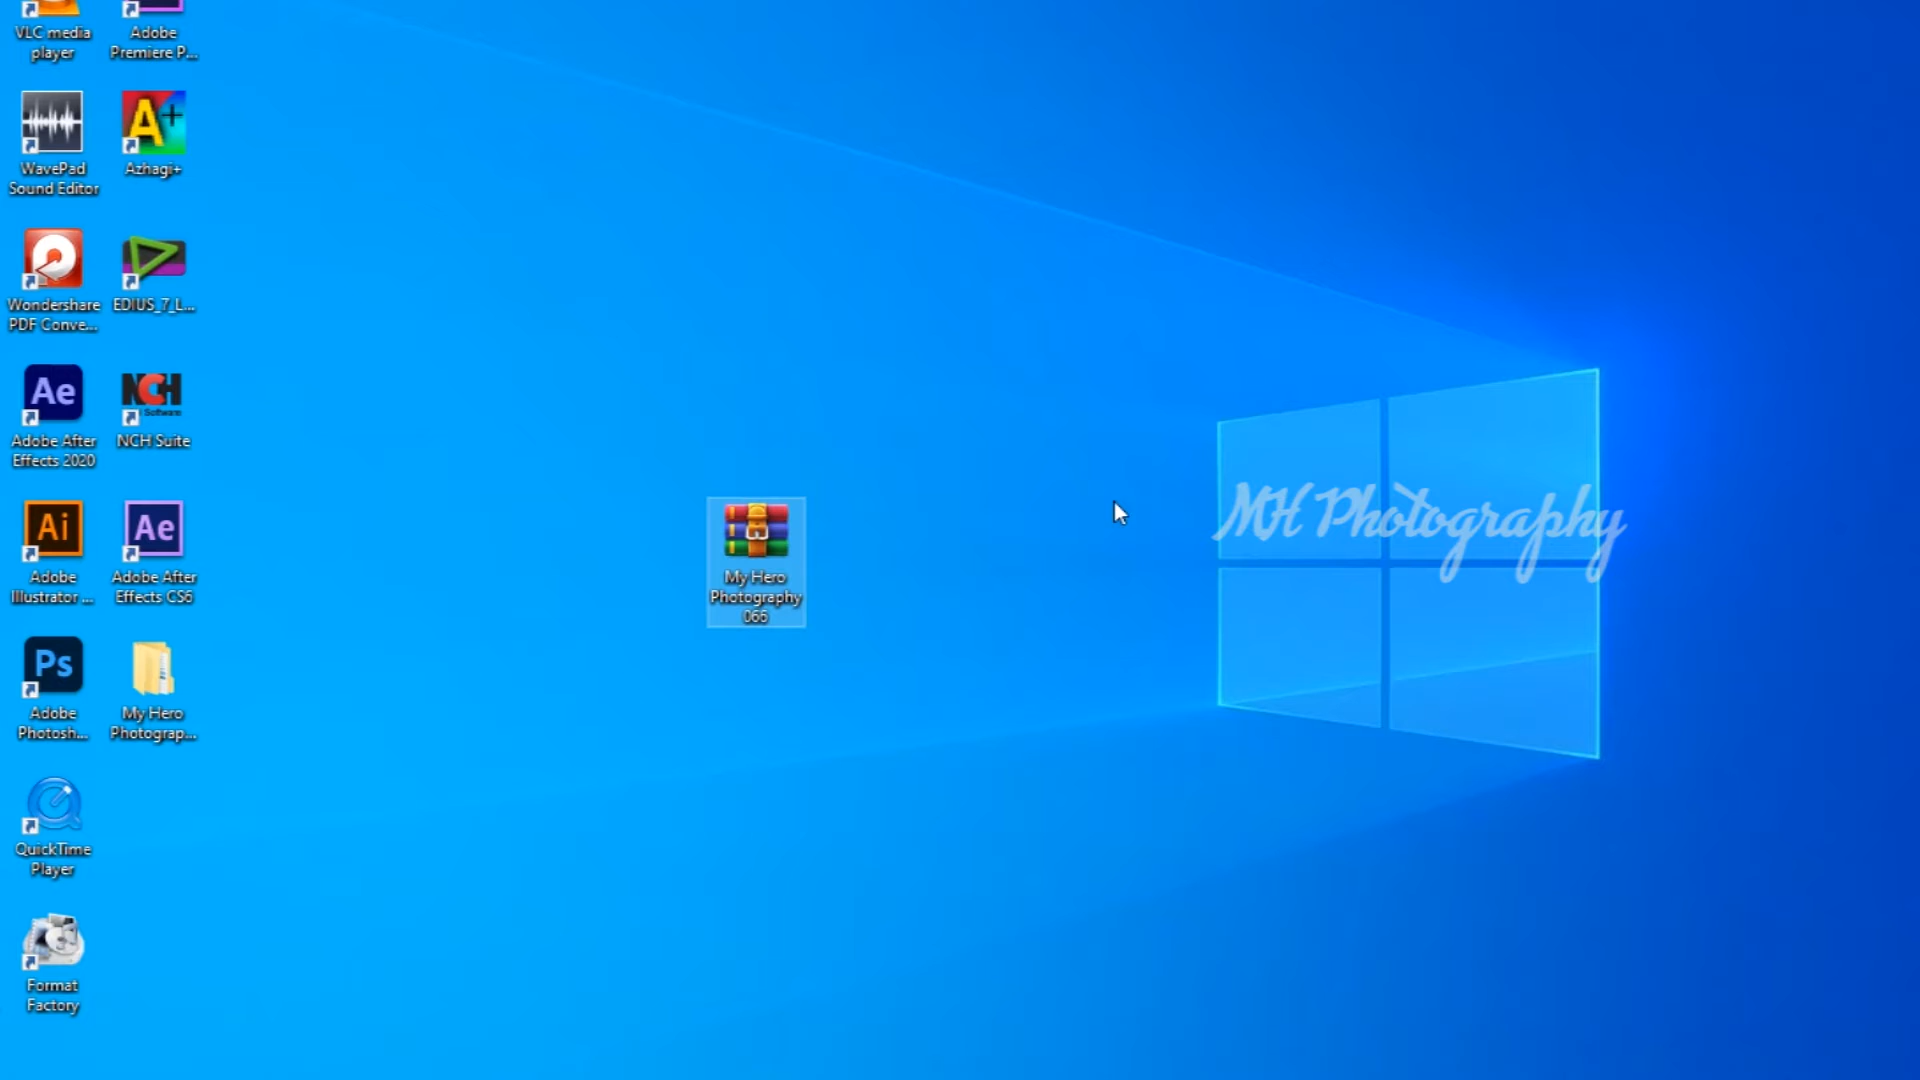 VLC media
player
Adobe
Premiere P...
WavePad
Sound Editor
A+
Azhagi+
Wondershare
PDF Conve...
EDIUS_7_L...
Ae
Adobe After
Effects 2020
NCH
Software
NCH Suite
Ai
Adobe
Illustrator ...
Ae
Adobe After
Effects CS6
Ps
Adobe
Photosh...
My Hero
Photograp...
QuickTime
Player
Format
Factory
My Hero
Photography
066
MH Photography